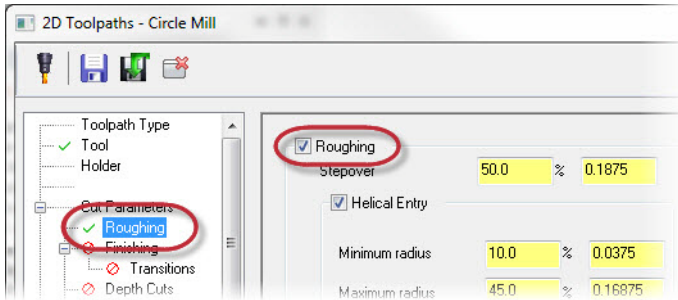 2D Toolpaths - Circle Mill
Toolpath Type
Tool
Holder
Cut Parameters
Roughing
Finishing
Transitions
Depth Cuts
Roughing
Stepover 50.0 % 0.1875
Helical Entry
Minimum radius 10.0 % 0.0375
Maximum radius 45.0 % 0.16875